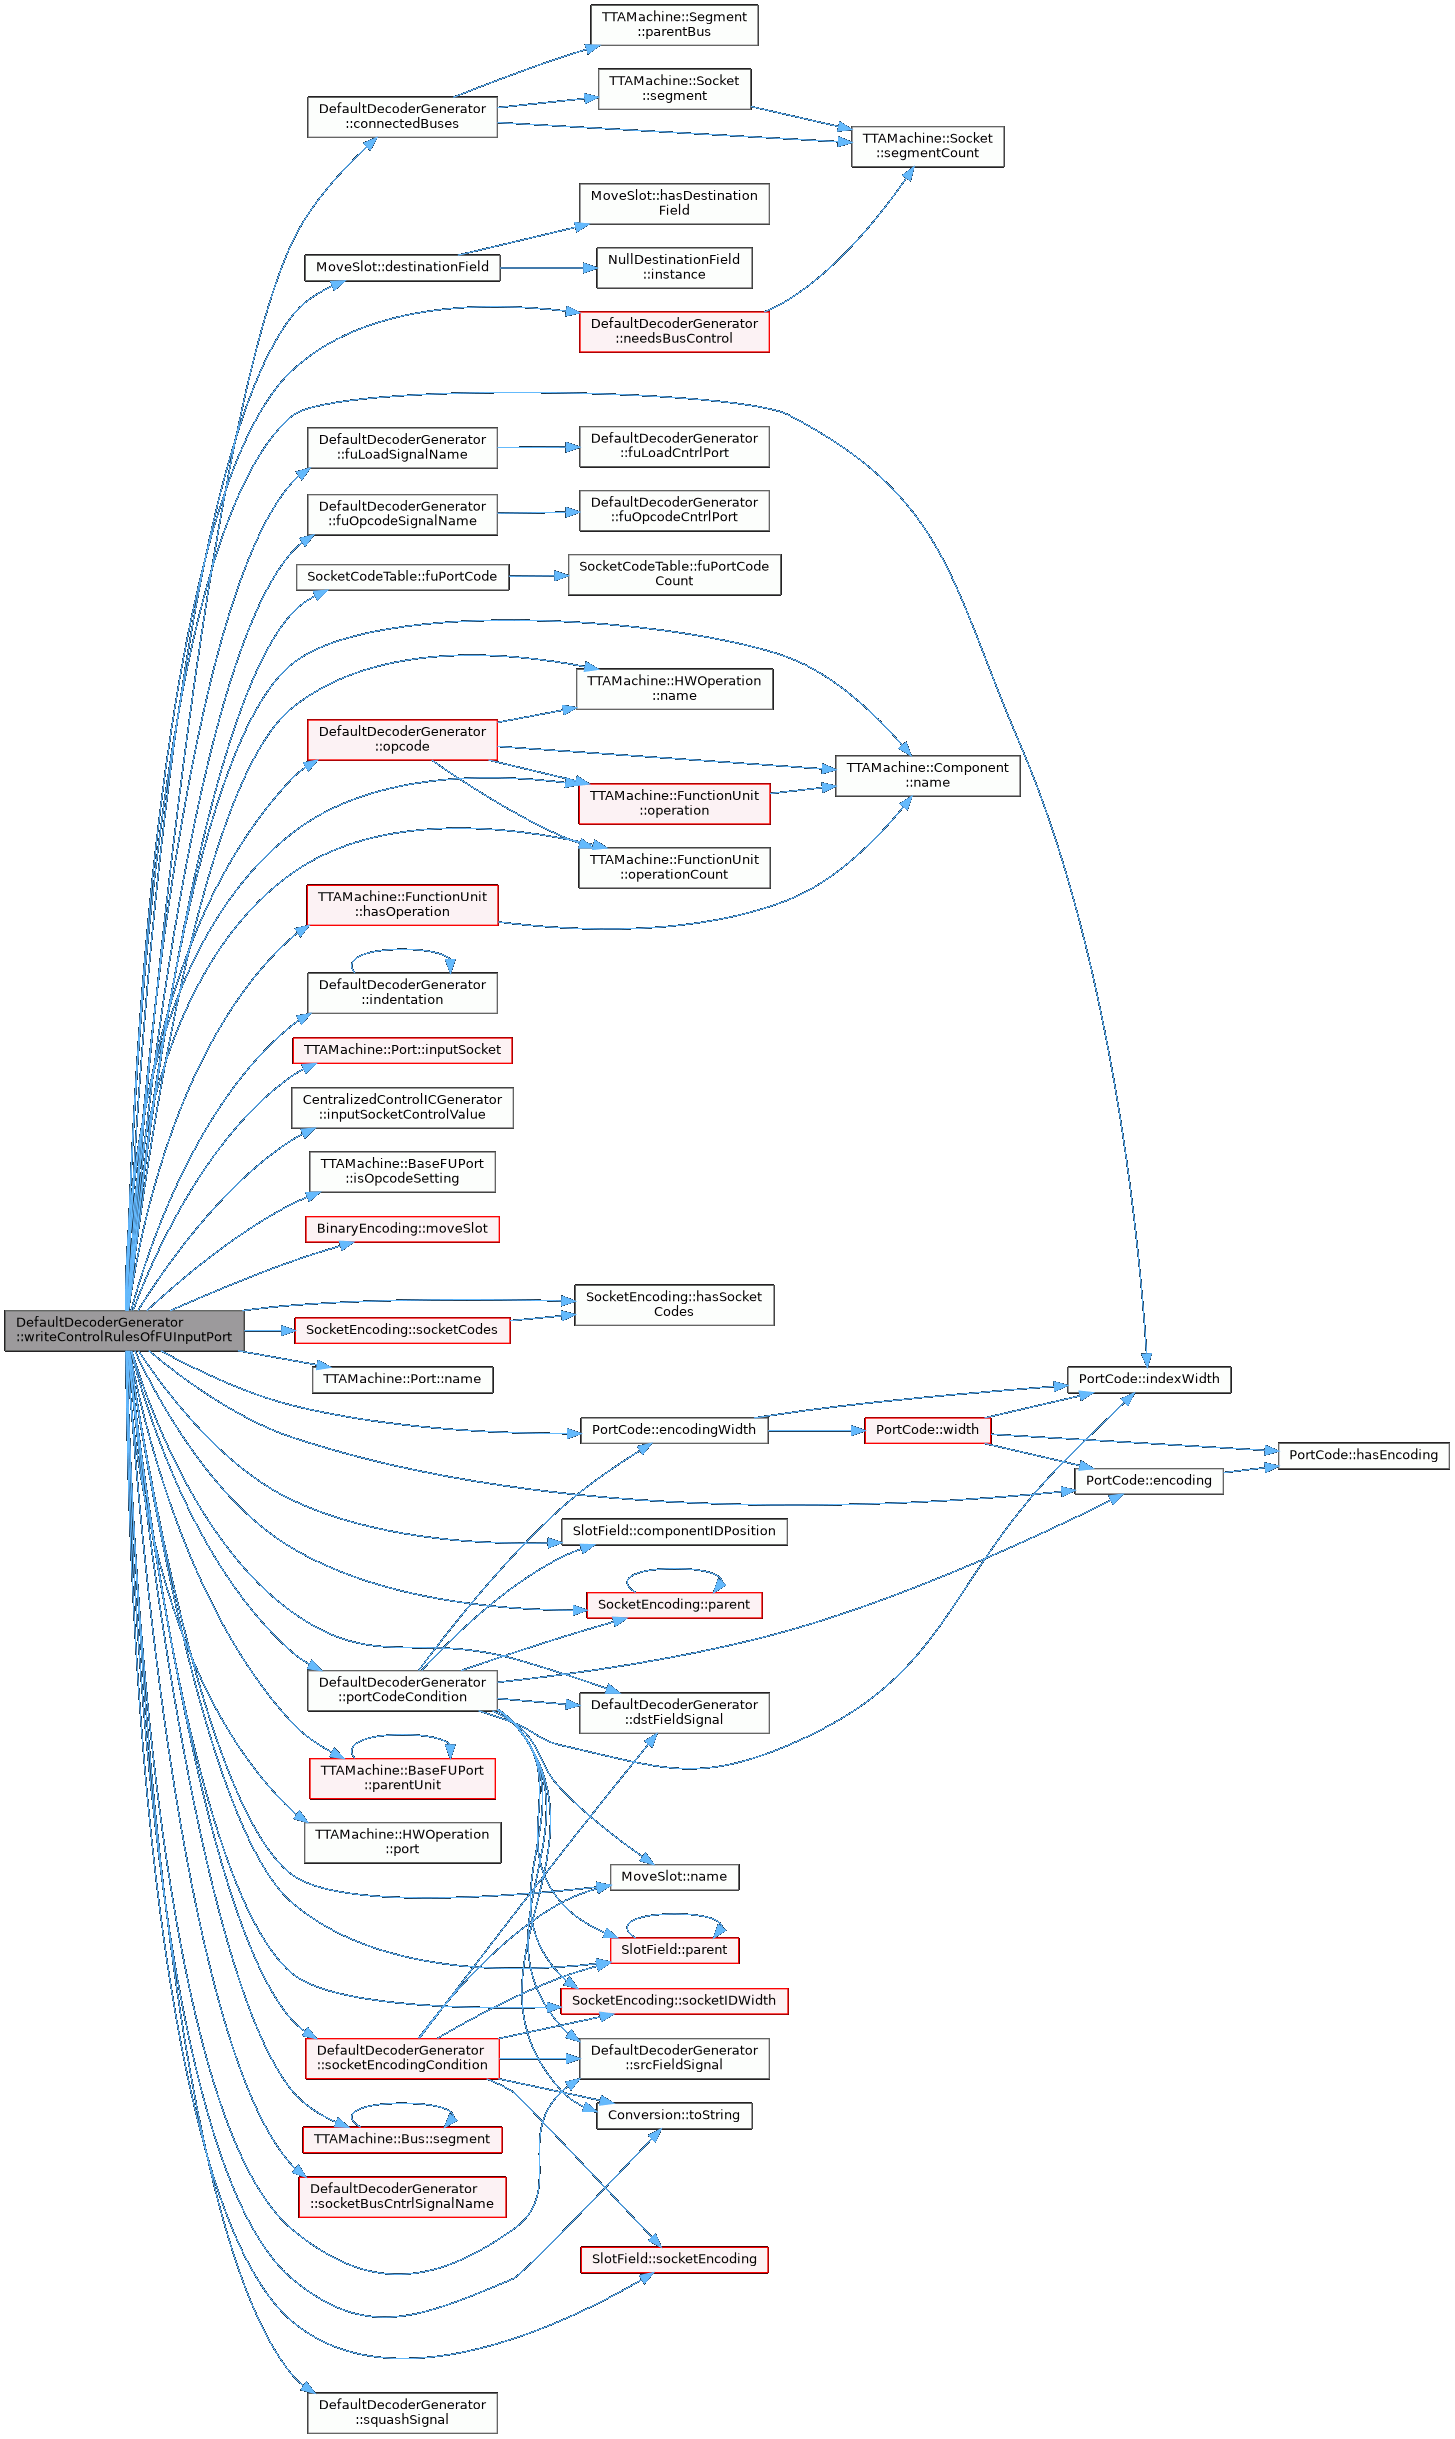 TTAMachine::Segment
::parentBus
TTAMachine::Socket
::segment
DefaultDecoderGenerator
::connectedBuses
TTAMachine::Socket
::segmentCount
MoveSlot::hasDestination
Field
MoveSlot::destinationField
NullDestinationField
::instance
DefaultDecoderGenerator
::needsBusControl
DefaultDecoderGenerator
::fuLoadSignalName
DefaultDecoderGenerator
::fuLoadCntrlPort
DefaultDecoderGenerator
::fuOpcodeSignalName
DefaultDecoderGenerator
::fuOpcodeCntrlPort
SocketCodeTable::fuPortCode
SocketCodeTable::fuPortCode
Count
TTAMachine::HWOperation
::name
DefaultDecoderGenerator
::opcode
TTAMachine::Component
::name
TTAMachine::FunctionUnit
::operation
TTAMachine::FunctionUnit
::operationCount
TTAMachine::FunctionUnit
::hasOperation
DefaultDecoderGenerator
::indentation
TTAMachine::Port::inputSocket
CentralizedControlICGenerator
::inputSocketControlValue
TTAMachine::BaseFUPort
::isOpcodeSetting
BinaryEncoding::moveSlot
SocketEncoding::hasSocket
Codes
DefaultDecoderGenerator
::writeControlRulesOfFUInputPort
SocketEncoding::socketCodes
TTAMachine::Port::name
PortCode::indexWidth
PortCode::encodingWidth
PortCode::width
PortCode::hasEncoding
PortCode::encoding
SlotField::componentIDPosition
SocketEncoding::parent
DefaultDecoderGenerator
::portCodeCondition
DefaultDecoderGenerator
::dstFieldSignal
TTAMachine::BaseFUPort
::parentUnit
TTAMachine::HWOperation
::port
MoveSlot::name
SlotField::parent
SocketEncoding::socketIDWidth
DefaultDecoderGenerator
::socketEncodingCondition
DefaultDecoderGenerator
::srcFieldSignal
Conversion::toString
TTAMachine::Bus::segment
DefaultDecoderGenerator
::socketBusCntrlSignalName
SlotField::socketEncoding
DefaultDecoderGenerator
::squashSignal